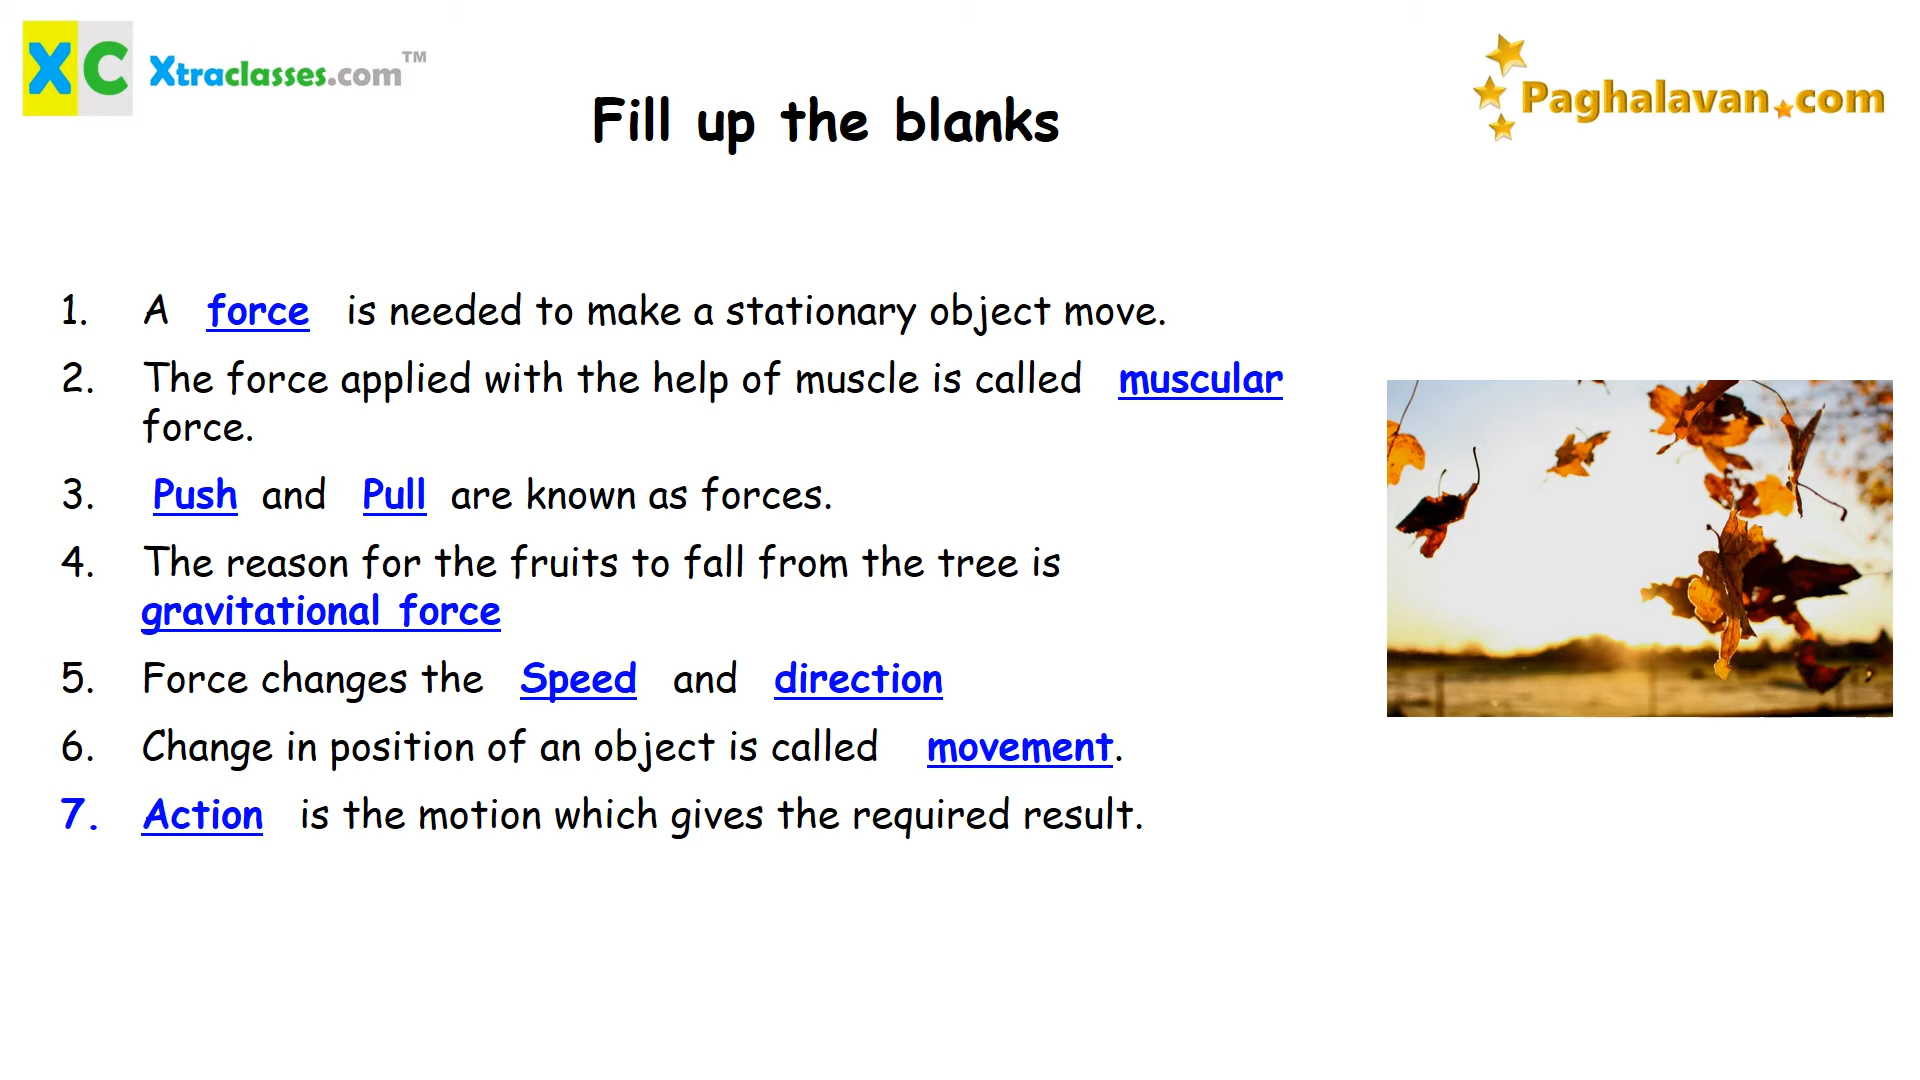 XC Xtraclasses.com™
Paghalavan.com
Fill up the blanks
1. A force is needed to make a stationary object move.
2. The force applied with the help of muscle is called muscular
force.
3. Push and Pull are known as forces.
4. The reason for the fruits to fall from the tree is
gravitational force
5. Force changes the Speed and direction
6. Change in position of an object is called movement.
7. Action is the motion which gives the required result.